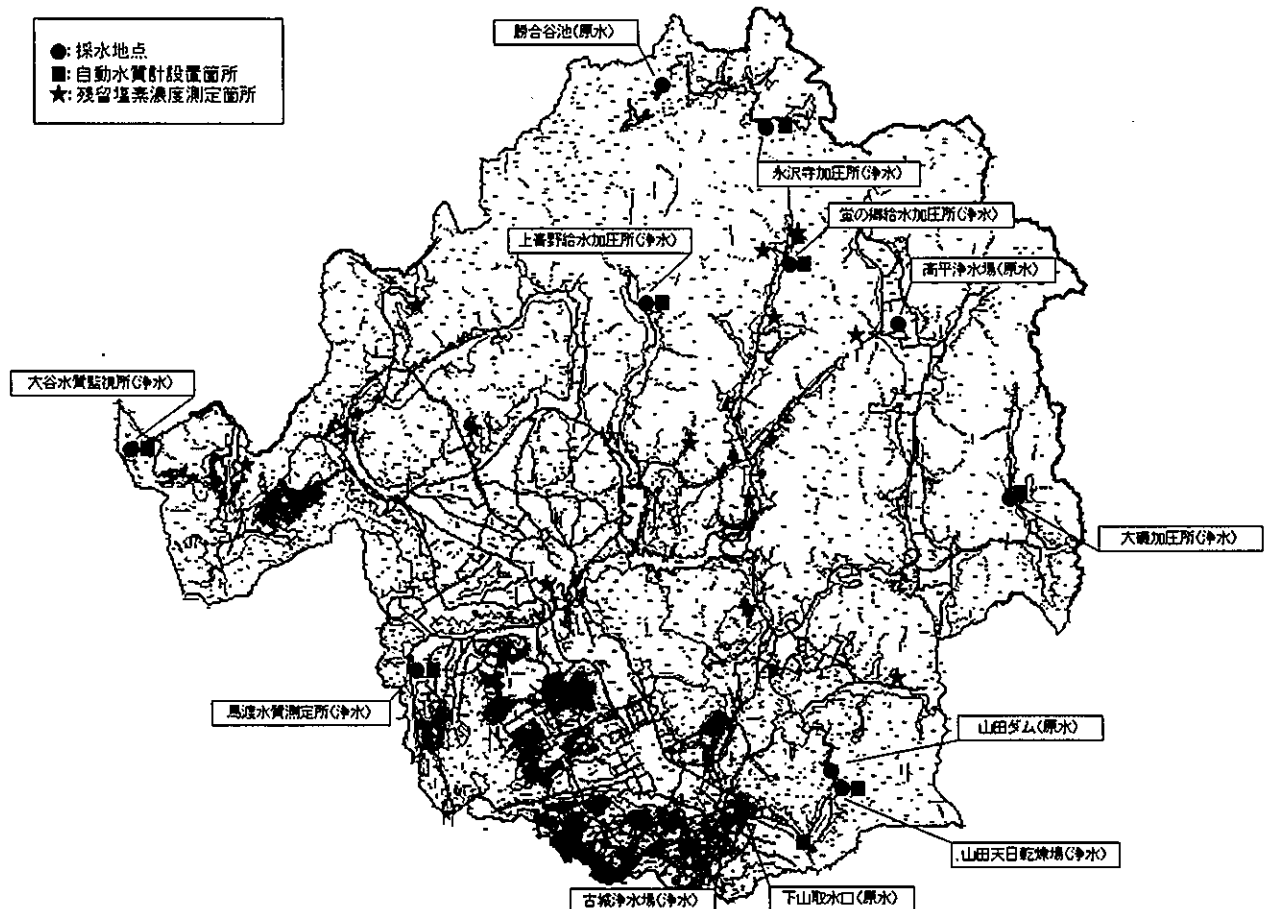 ●: 採水地点
■: 自動水質計設置箇所
★: 残留塩素濃度測定箇所
勝合谷池(原水)
永沢寺加圧所(浄水)
蛍の郷給水加圧所(浄水)
上青野給水加圧所(浄水)
高平浄水場(原水)
大谷水質監視所(浄水)
大磯加圧所(浄水)
馬渡水質測定所(浄水)
山田ダム(原水)
山田天日乾燥場(浄水)
古城浄水場(浄水)
下山取水口(原水)